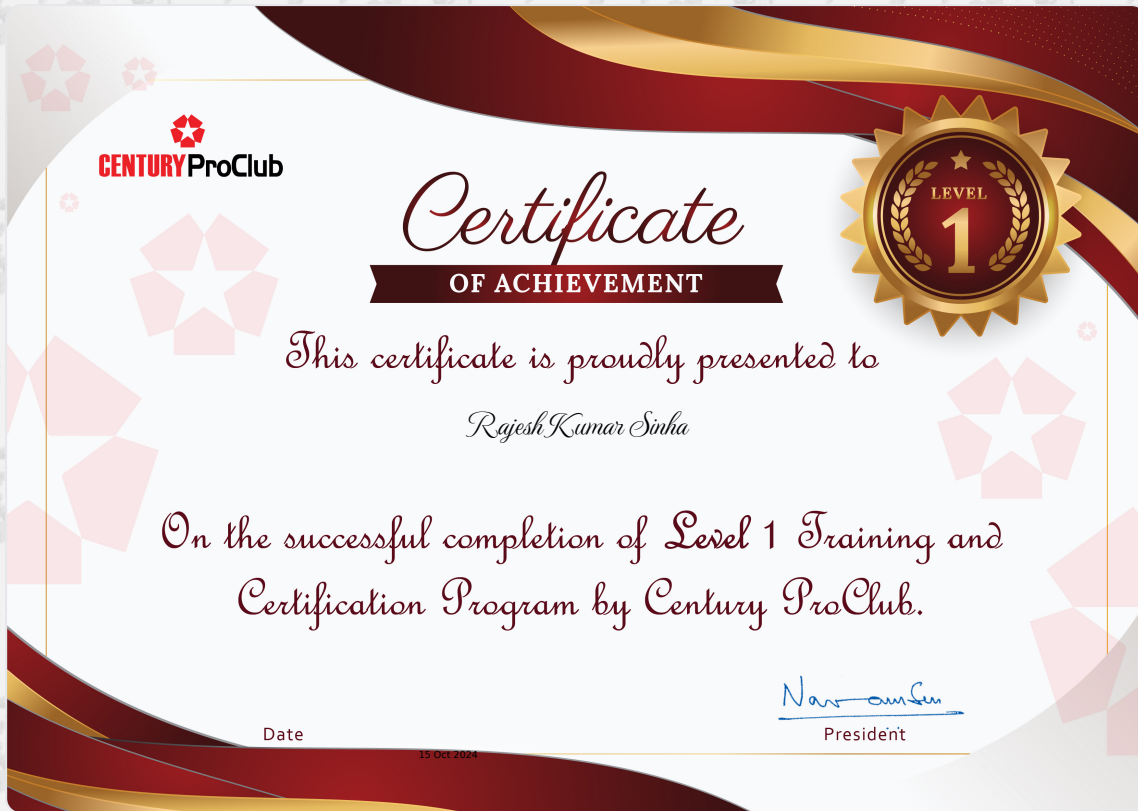 CENTURY ProClub
Certificate
OF ACHIEVEMENT
LEVEL
1
This certificate is proudly presented to
Rajesh Kumar Sinha
On the successful completion of Level 1 Training and
Certification Program by Century ProClub.
Date
15 Oct 2024
President